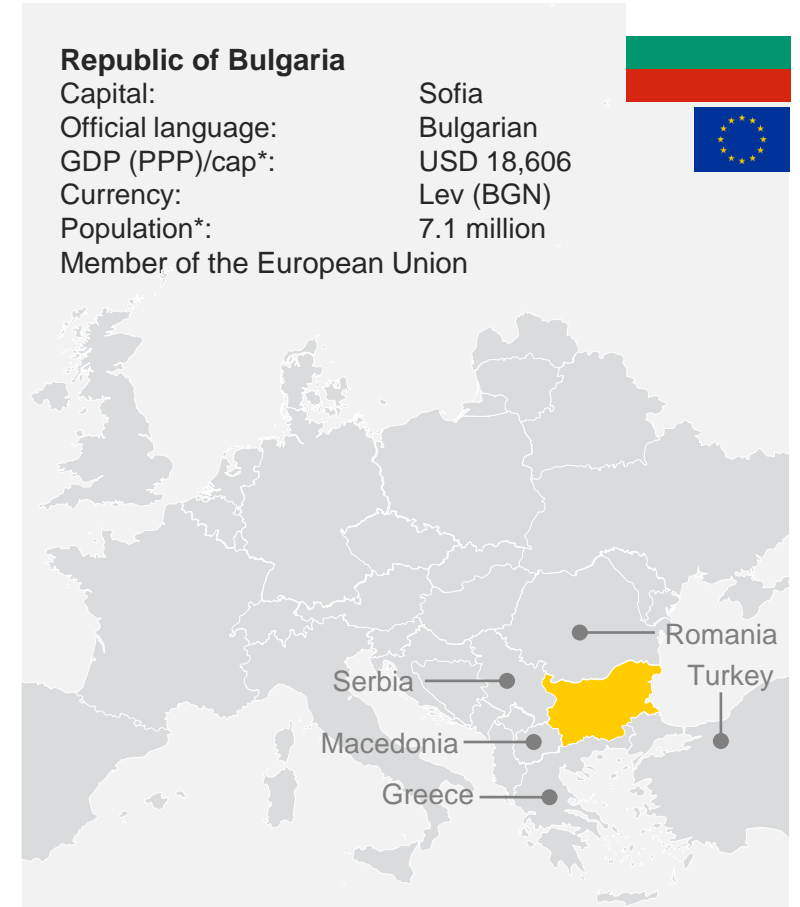 Republic of Bulgaria
Capital: Sofia
Official language: Bulgarian
GDP (PPP)/cap*: USD 18,606
Currency: Lev (BGN)
Population*: 7.1 million
Member of the European Union
Romania
Serbia
Turkey
Macedonia
Greece